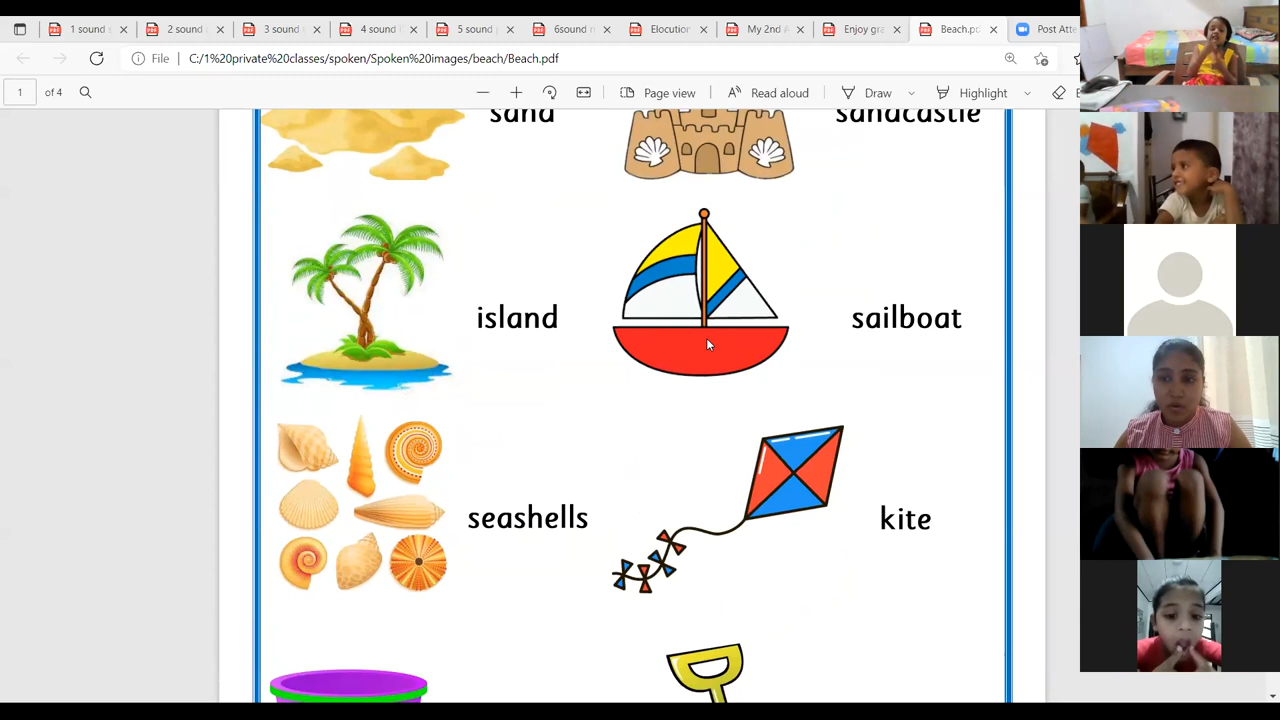 1 sound
2 sound
3 sound
4 sound
5 sound
6sound
Elocution
My 2nd
Enjoy gra
Beach.pd
Post Atte
File
C:/1%20private%20classes/spoken/Spoken%20images/beach/Beach.pdf
1 of 4
Page view
Read aloud
Draw
Highlight
sand sandcastle
island sailboat
seashells kite